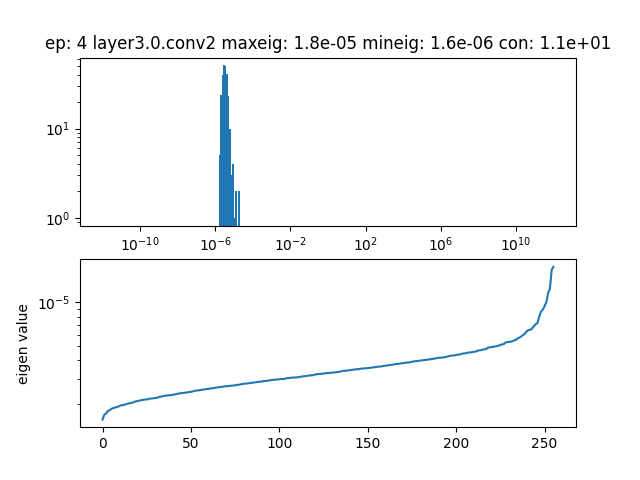 ep: 4 layer3.0.conv2 maxeig: 1.8e-05 mineig: 1.6e-06 con: 1.1e+01
10¹
10⁰
10⁻¹⁰ 10⁻⁶ 10⁻² 10² 10⁶ 10¹⁰
10⁻⁵
eigen value
0 50 100 150 200 250